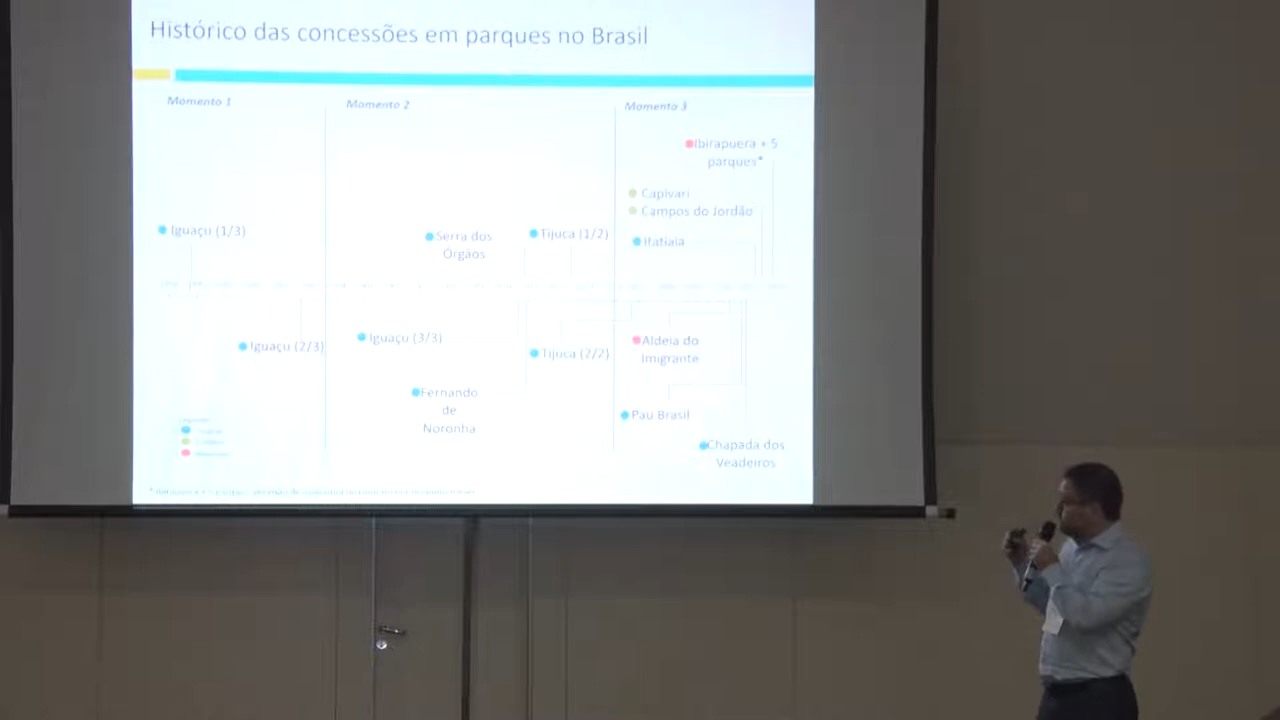 Histórico das concessões em parques no Brasil
Momento 1
Momento 2
Momento 3
Ibirapuera + 5
parques*
Capivari
Campos do Jordão
Iguaçu (1/3)
Serra dos
Órgãos
Tijuca (1/2)
Itatiaia
Iguaçu (2/3)
Iguaçu (3/3)
Tijuca (2/2)
Aldeia do
Imigrante
Fernando
de
Noronha
Pau Brasil
Chapada dos
Veadeiros